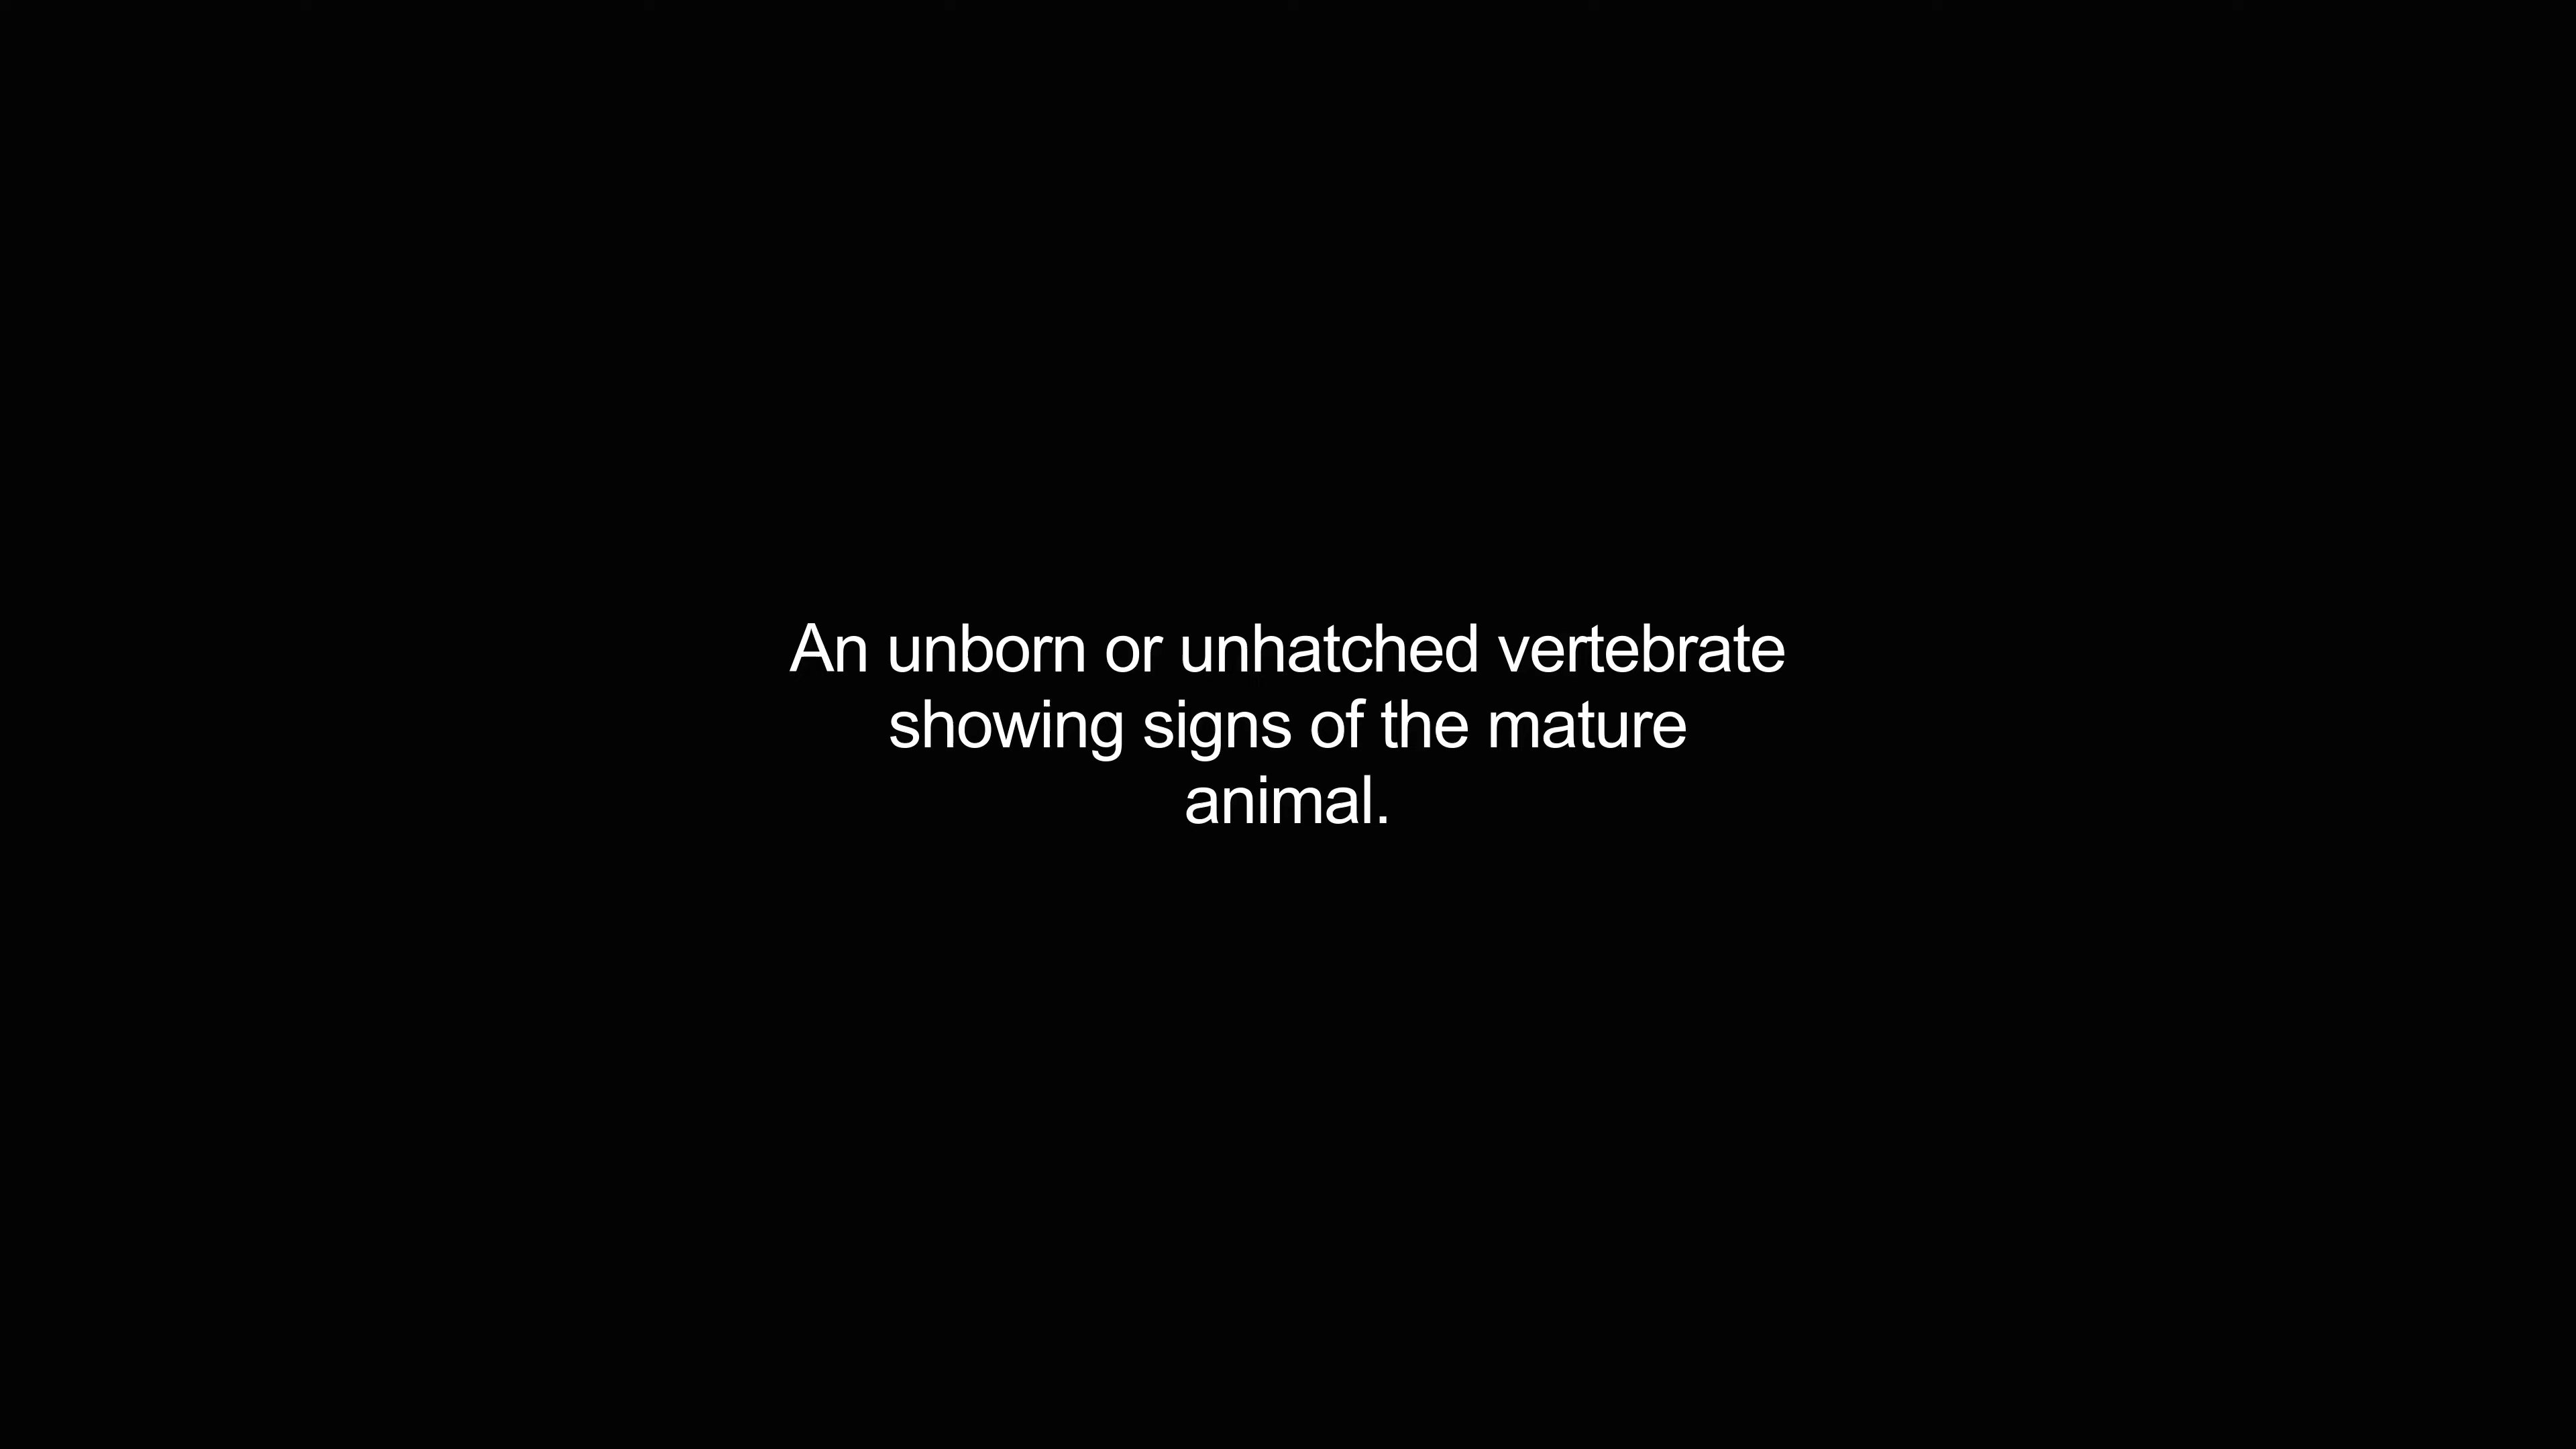 An unborn or unhatched vertebrate
showing signs of the mature
animal.